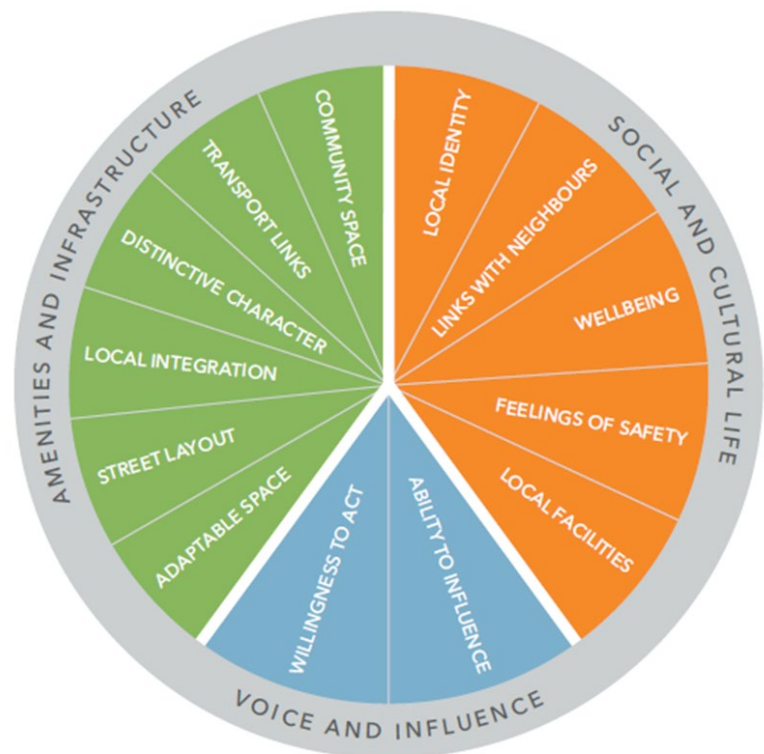 AMENITIES AND INFRASTRUCTURE
COMMUNITY SPACE
TRANSPORT LINKS
DISTINCTIVE CHARACTER
LOCAL INTEGRATION
STREET LAYOUT
ADAPTABLE SPACE
SOCIAL AND CULTURAL LIFE
LOCAL IDENTITY
LINKS WITH NEIGHBOURS
WELLBEING
FEELINGS OF SAFETY
LOCAL FACILITIES
VOICE AND INFLUENCE
WILLINGNESS TO ACT
ABILITY TO INFLUENCE